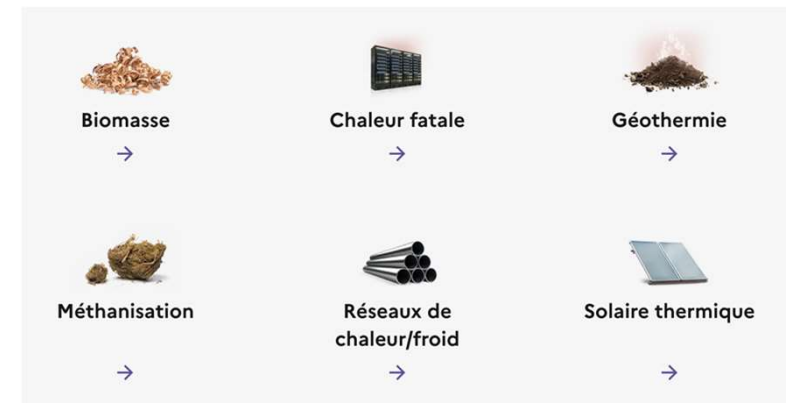 Biomasse
Chaleur fatale
Géothermie
Méthanisation
Réseaux de
chaleur/froid
Solaire thermique